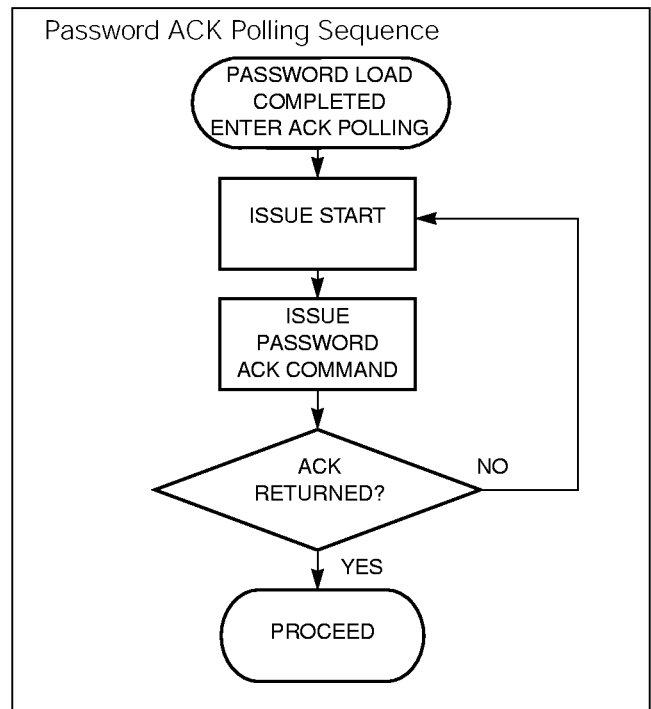 Password ACK Polling Sequence
PASSWORD LOAD
COMPLETED
ENTER ACK POLLING
ISSUE START
ISSUE
PASSWORD
ACK COMMAND
ACK
RETURNED?
NO
YES
PROCEED